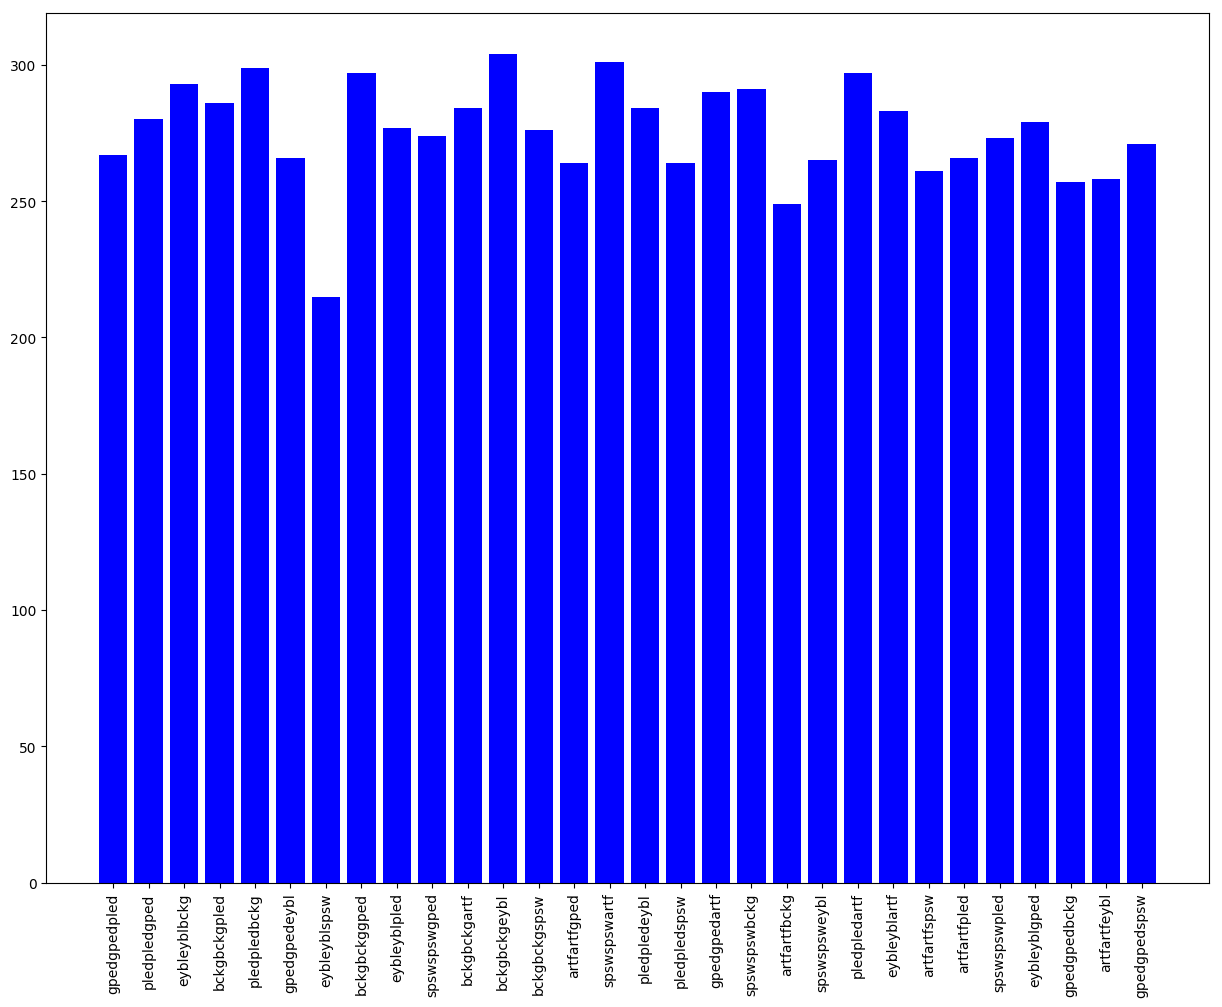 300
250
200
150
100
50
0
gpedgpedpled
pledpledgped
eybleyblbckg
bckgbckgpled
pledpledbckg
gpedgpedeybl
eybleyblspsw
bckgbckggped
eybleyblpled
spswspswgped
bckgbckgartf
bckgbckgeybl
bckgbckgspsw
artfartfgped
spswspswartf
pledpledeybl
pledpledspsw
gpedgpedartf
spswspswbckg
artfartfbckg
spswspsweybl
pledpledartf
eybleyblartf
artfartfspsw
artfartfpled
spswspswpled
eybleyblgped
gpedgpedbckg
artfartfeybl
gpedgpedspsw